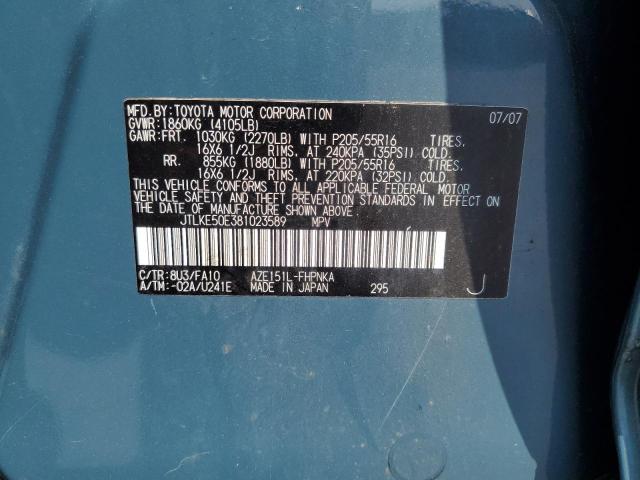 MFD. BY: TOYOTA MOTOR CORPORATION 07/07
GVWR: 1860KG (4105LB)
GAWR: FRT. 1030KG (2270LB) WITH P205/55R16 TIRES,
16X6 1/2J RIMS, AT 240KPA (35PSI) COLD
RR. 855KG (1880LB) WITH P205/55R16 TIRES,
16X6 1/2J RIMS, AT 220KPA (32PSI) COLD
THIS VEHICLE CONFORMS TO ALL APPLICABLE FEDERAL MOTOR
VEHICLE SAFETY AND THEFT PREVENTION STANDARDS IN EFFECT
ON THE DATE OF MANUFACTURE SHOWN ABOVE.
JTLKE50E381023589 MPV
C/TR: 8U3/FA10 AZE151L-FHPNKA
A/TM: -02A/U241E MADE IN JAPAN 295 J